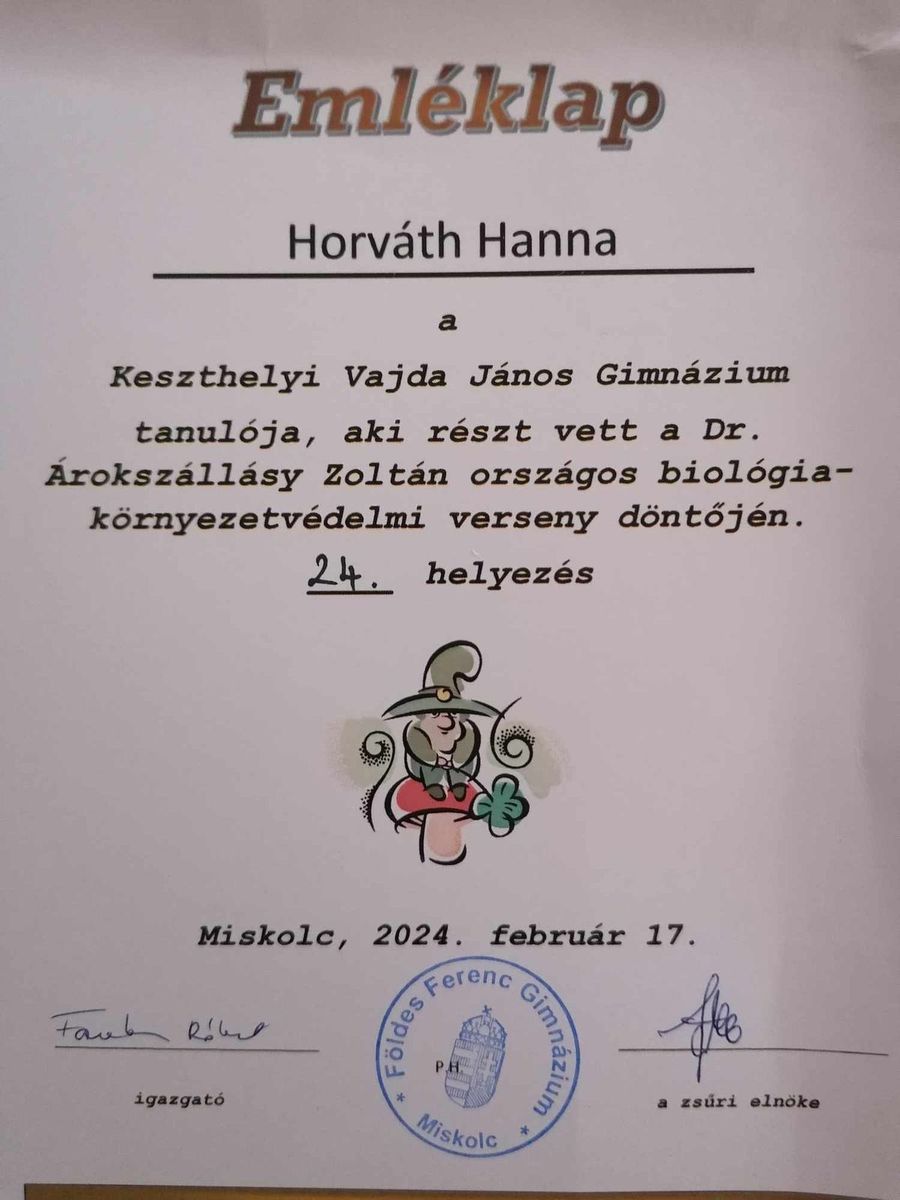 Emléklap
Horváth Hanna
a
Keszthelyi Vajda János Gimnázium
tanulója, aki részt vett a Dr.
Árokszállásy Zoltán országos biológia-
környezetvédelmi verseny döntőjén.
24. helyezés
Miskolc, 2024. február 17.
Róbert
* Földes Ferenc Gimnázium *
Miskolc
P.H.
igazgató
a zsűri elnöke